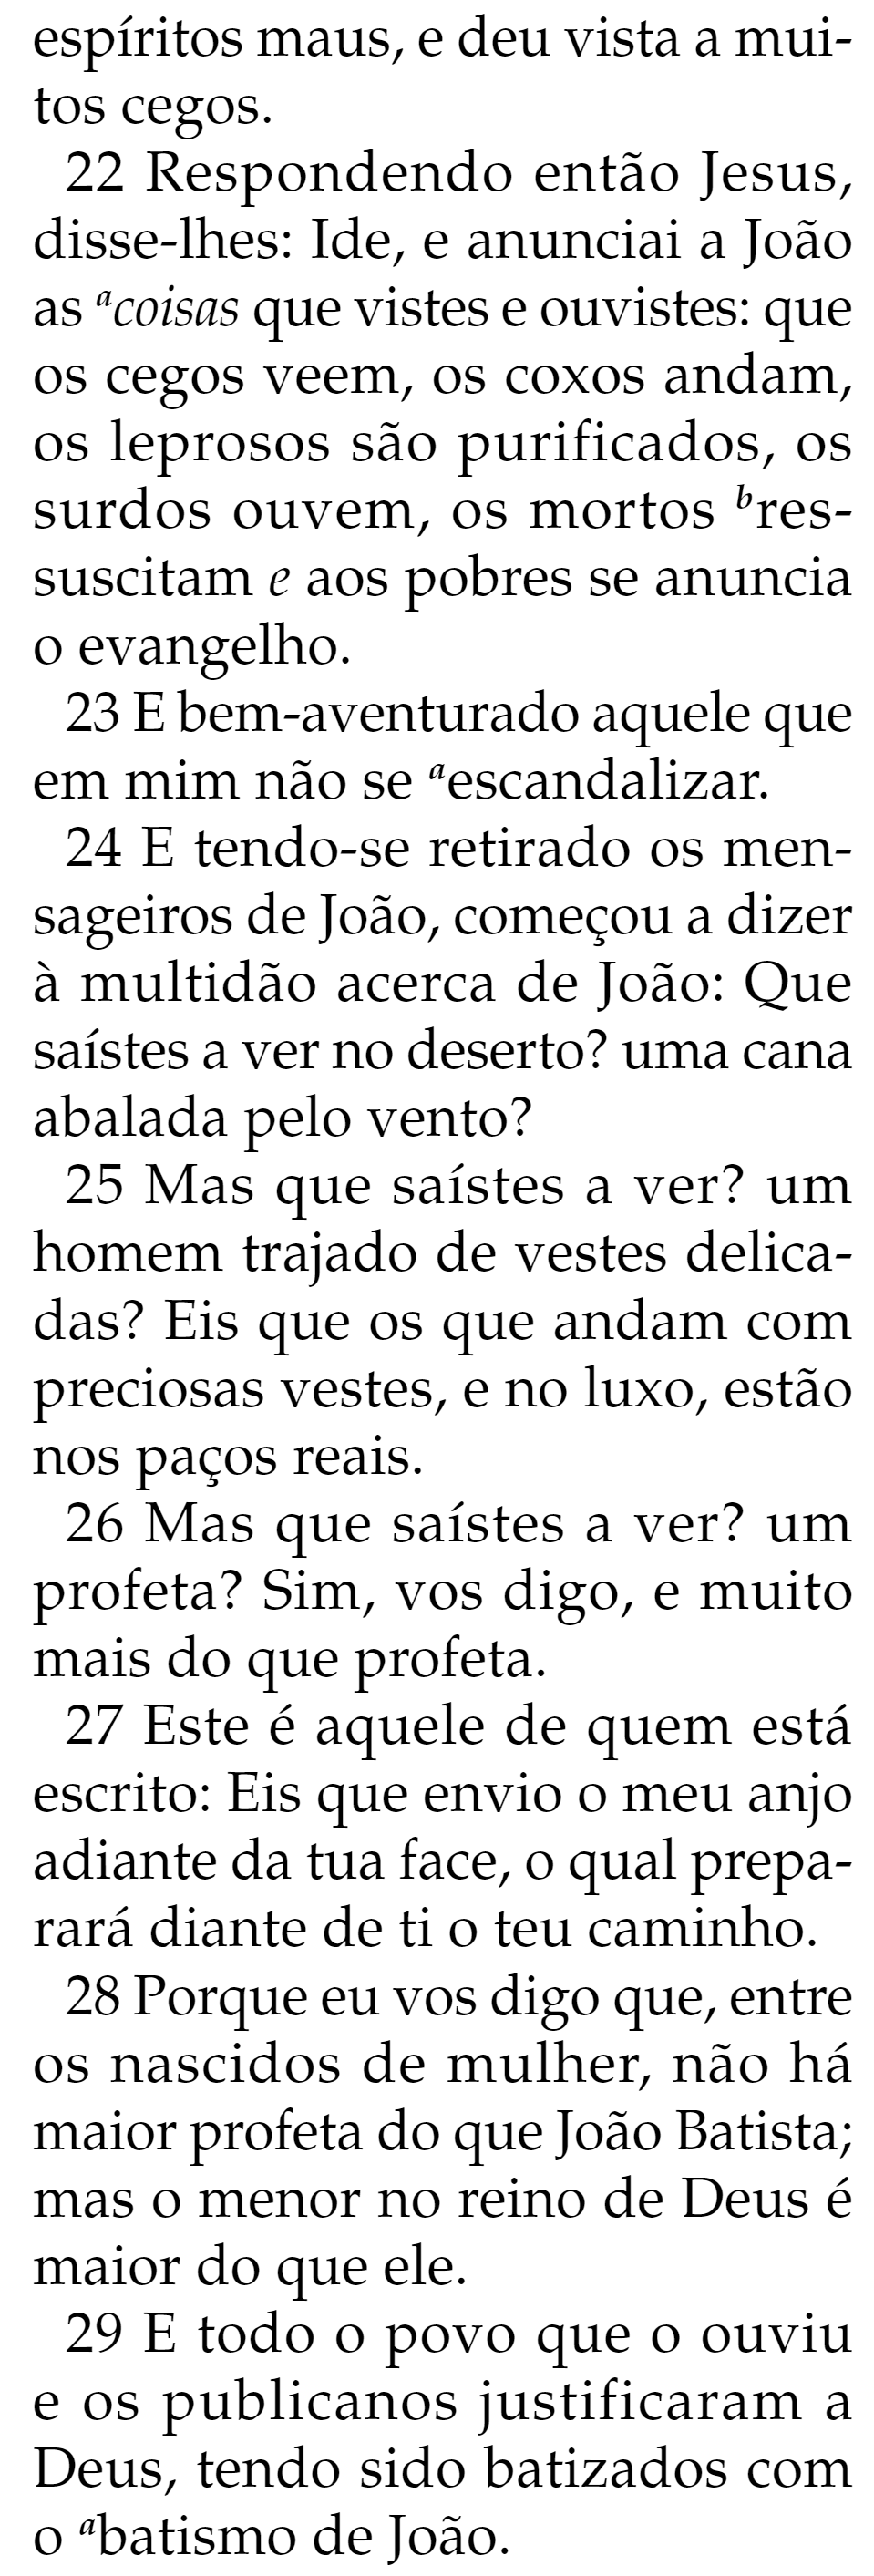 espíritos maus, e deu vista a mui-
tos cegos.
22 Respondendo então Jesus,
disse-lhes: Ide, e anunciai a João
as ᵃcoisas que vistes e ouvistes: que
os cegos veem, os coxos andam,
os leprosos são purificados, os
surdos ouvem, os mortos ᵇres-
suscitam e aos pobres se anuncia
o evangelho.
23 E bem-aventurado aquele que
em mim não se ᵃescandalizar.
24 E tendo-se retirado os men-
sageiros de João, começou a dizer
à multidão acerca de João: Que
saístes a ver no deserto? uma cana
abalada pelo vento?
25 Mas que saístes a ver? um
homem trajado de vestes delica-
das? Eis que os que andam com
preciosas vestes, e no luxo, estão
nos paços reais.
26 Mas que saístes a ver? um
profeta? Sim, vos digo, e muito
mais do que profeta.
27 Este é aquele de quem está
escrito: Eis que envio o meu anjo
adiante da tua face, o qual prepa-
rará diante de ti o teu caminho.
28 Porque eu vos digo que, entre
os nascidos de mulher, não há
maior profeta do que João Batista;
mas o menor no reino de Deus é
maior do que ele.
29 E todo o povo que o ouviu
e os publicanos justificaram a
Deus, tendo sido batizados com
o ᵃbatismo de João.